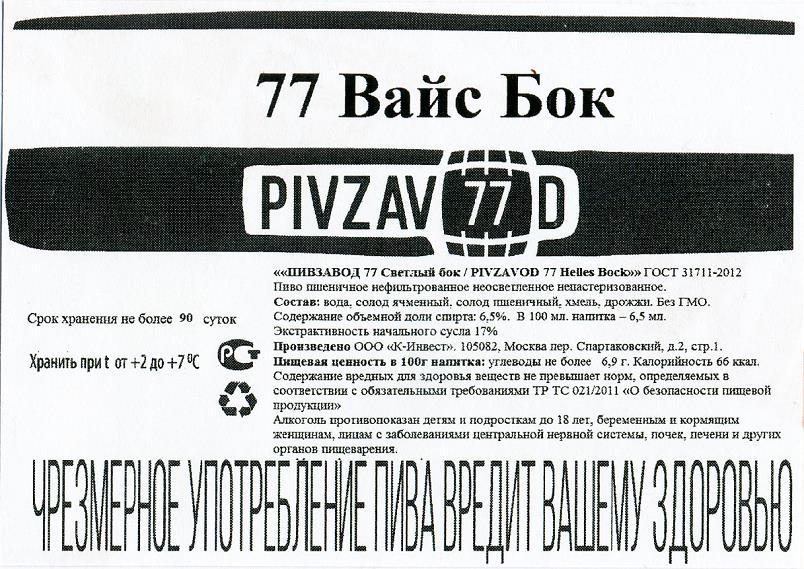 77 Вайс Бок
PIVZAVOD 77
««ПИВЗАВОД 77 Светлый бок / PIVZAVOD 77 Helles Bock»» ГОСТ 31711-2012
Пиво пшеничное нефильтрованное неосветленное непастеризованное.
Состав: вода, солод ячменный, солод пшеничный, хмель, дрожжи. Без ГМО.
Содержание объемной доли спирта: 6,5%. В 100 мл. напитка – 6,5 мл.
Экстрактивность начального сусла 17%
Произведено ООО «К-Инвест». 105082, Москва пер. Спартаковский, д.2, стр.1.
Пищевая ценность в 100г напитка: углеводы не более 6,9 г. Калорийность 66 ккал.
Содержание вредных для здоровья веществ не превышает норм, определяемых в
соответствии с обязательными требованиями ТР ТС 021/2011 «О безопасности пищевой
продукции»
Алкоголь противопоказан детям и подросткам до 18 лет, беременным и кормящим
женщинам, лицам с заболеваниями центральной нервной системы, почек, печени и других
органов пищеварения.
Срок хранения не более 90 суток
Хранить при t от +2 до +7 ⁰С
РСТ
ЧРЕЗМЕРНОЕ УПОТРЕБЛЕНИЕ ПИВА ВРЕДИТ ВАШЕМУ ЗДОРОВЬЮ